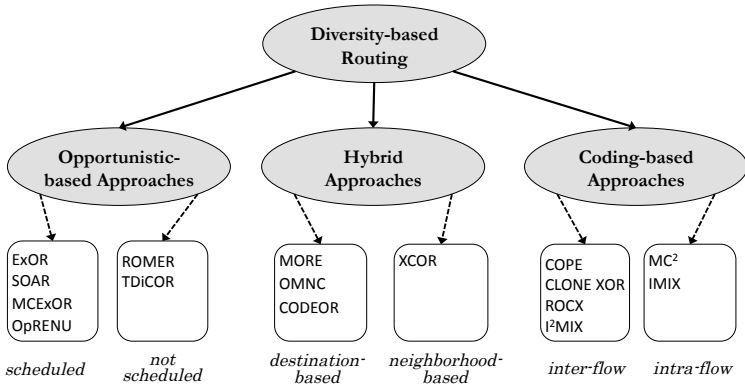 Diversity-based
Routing
Opportunistic-
based Approaches
Hybrid
Approaches
Coding-based
Approaches
ExOR
SOAR
MCExOR
OpRENU
ROMER
TDiCOR
MORE
OMNC
CODEOR
XCOR
COPE
CLONE XOR
ROCX
I²MIX
MC²
IMIX
scheduled
not
scheduled
destination-
based
neighborhood-
based
inter-flow
intra-flow